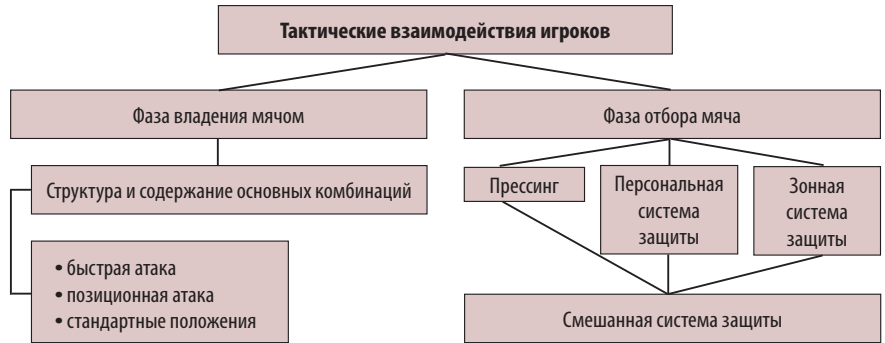 Тактические взаимодействия игроков
Фаза владения мячом
Фаза отбора мяча
Структура и содержание основных комбинаций
Прессинг
Персональная
система
защиты
Зонная
система
защиты
• быстрая атака
• позиционная атака
• стандартные положения
Смешанная система защиты